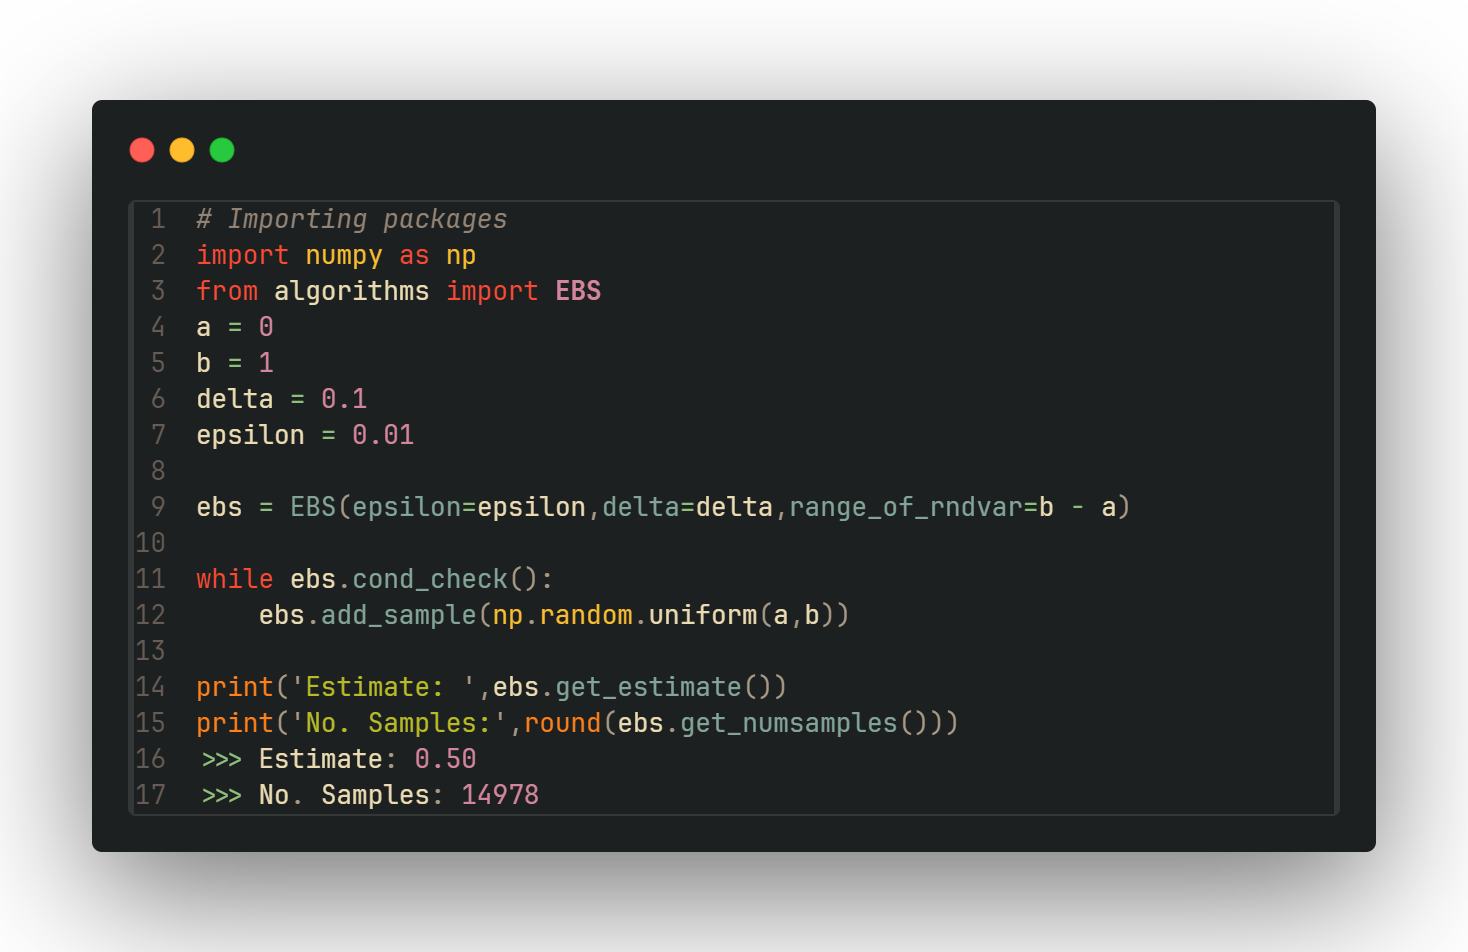 1 # Importing packages
2 import numpy as np
3 from algorithms import EBS
4 a = 0
5 b = 1
6 delta = 0.1
7 epsilon = 0.01
8
9 ebs = EBS(epsilon=epsilon,delta=delta,range_of_rndvar=b - a)
10
11 while ebs.cond_check():
12     ebs.add_sample(np.random.uniform(a,b))
13
14 print('Estimate: ',ebs.get_estimate())
15 print('No. Samples:',round(ebs.get_numsamples()))
16 >>> Estimate: 0.50
17 >>> No. Samples: 14978